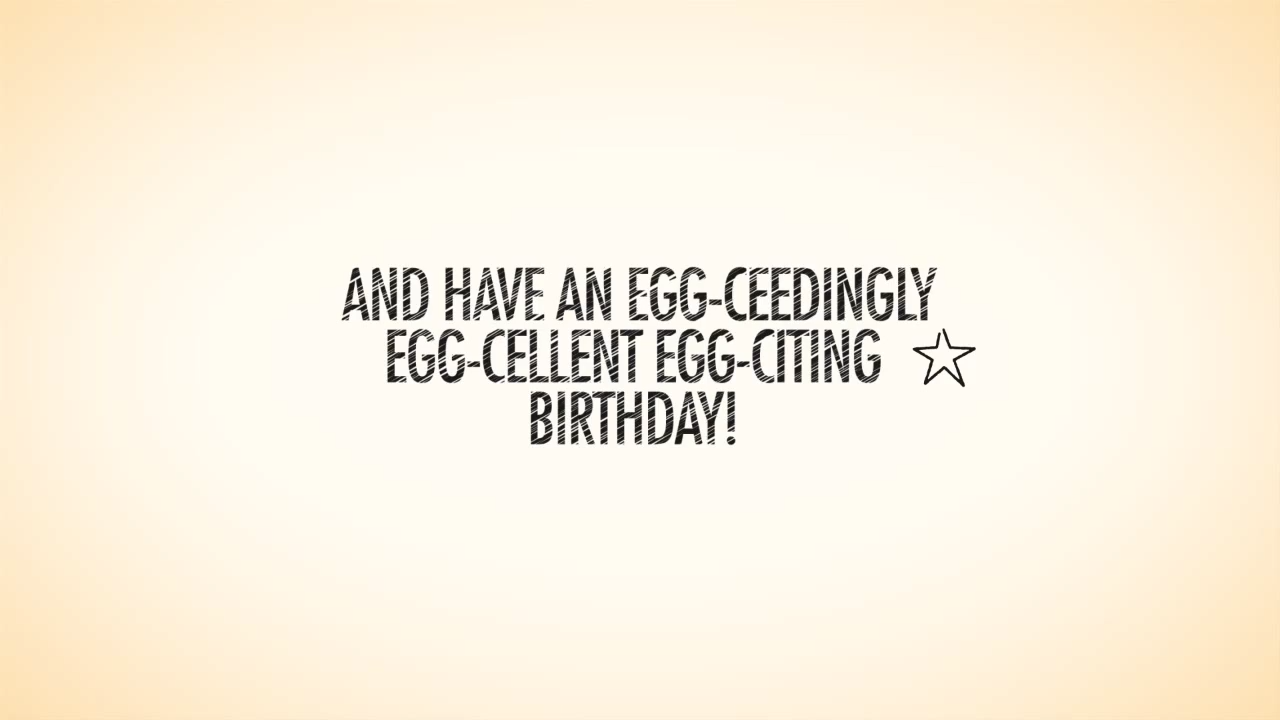 AND HAVE AN EGG-CEEDINGLY
EGG-CELLENT EGG-CITING
BIRTHDAY!